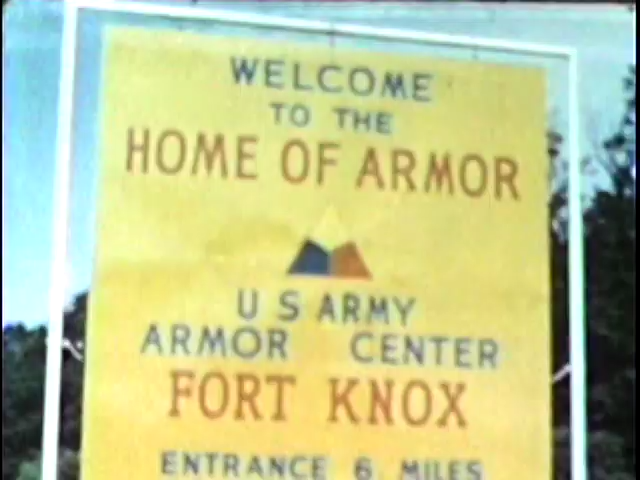 WELCOME
TO THE
HOME OF ARMOR
U S ARMY
ARMOR CENTER
FORT KNOX
ENTRANCE 6 MILES